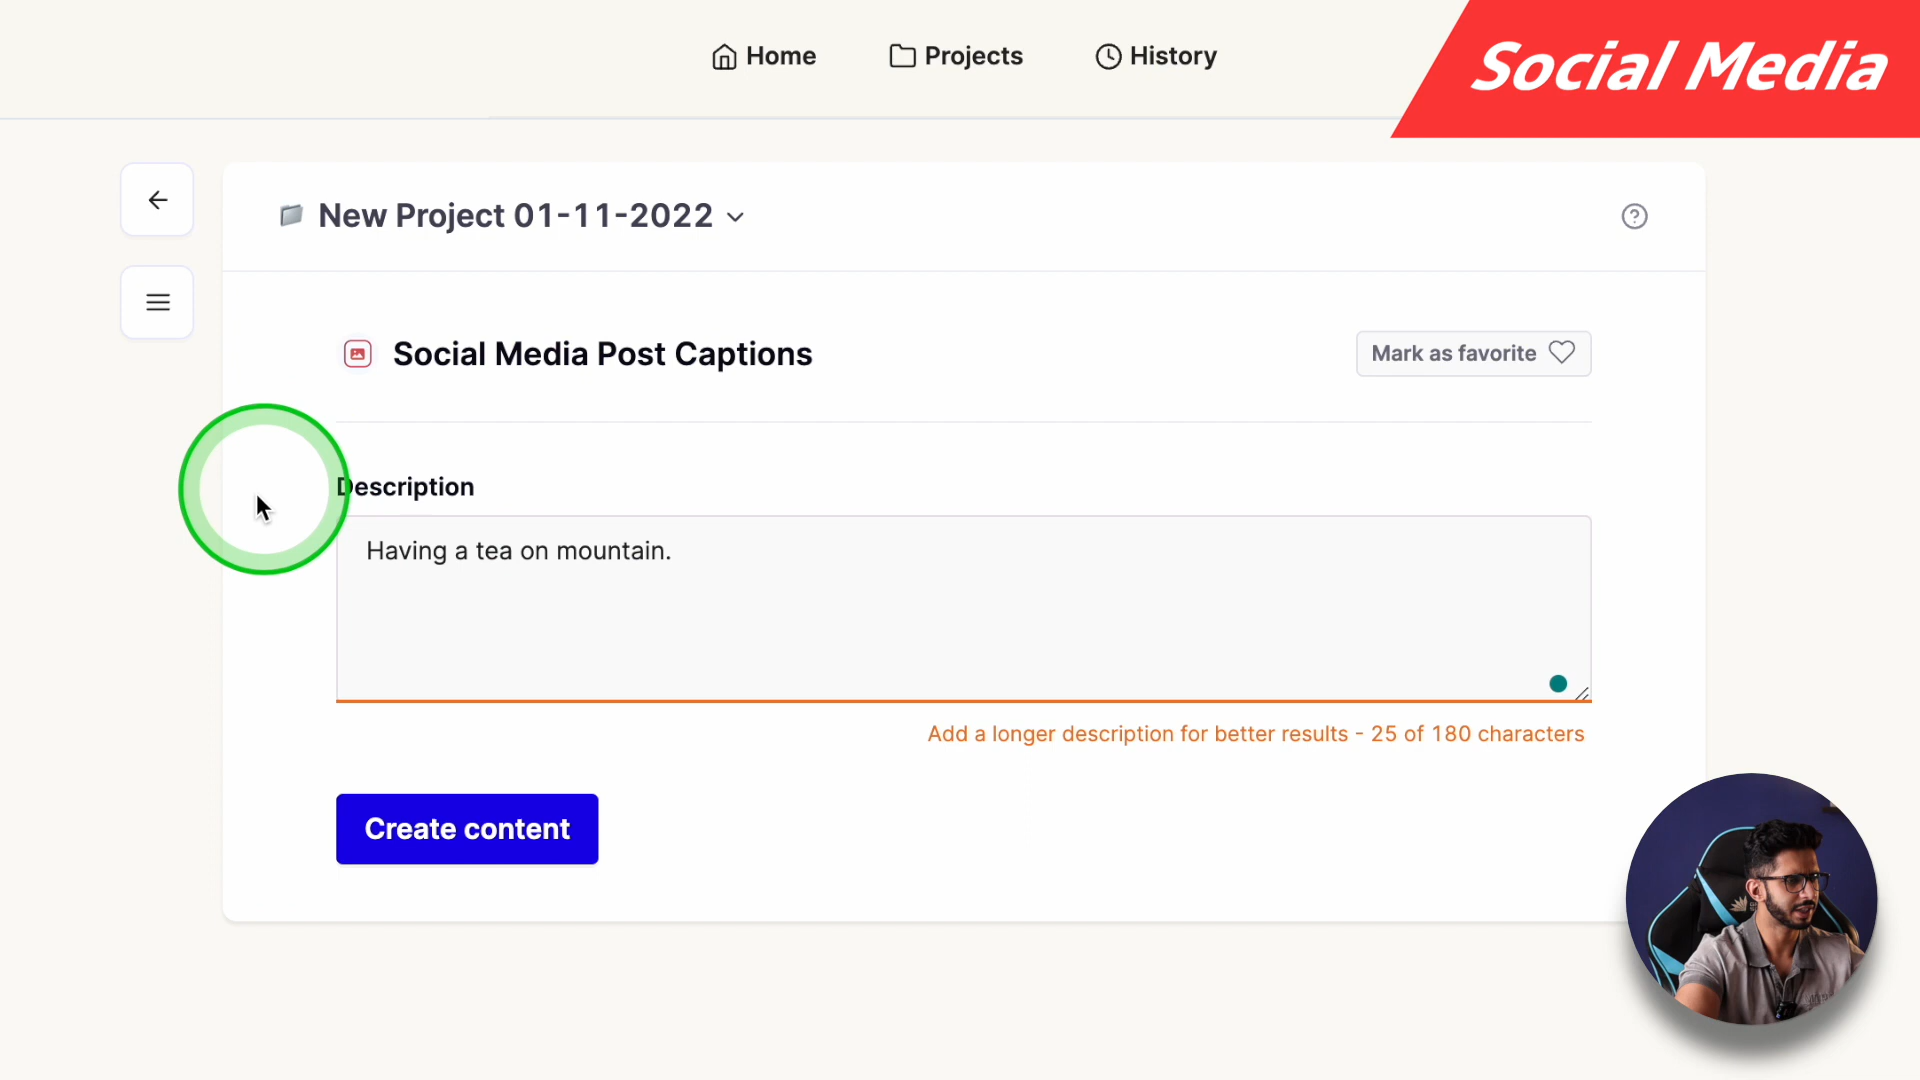 Home
Projects
History
Social Media
New Project 01-11-2022
Social Media Post Captions
Mark as favorite
Description
Having a tea on mountain.
Add a longer description for better results - 25 of 180 characters
Create content